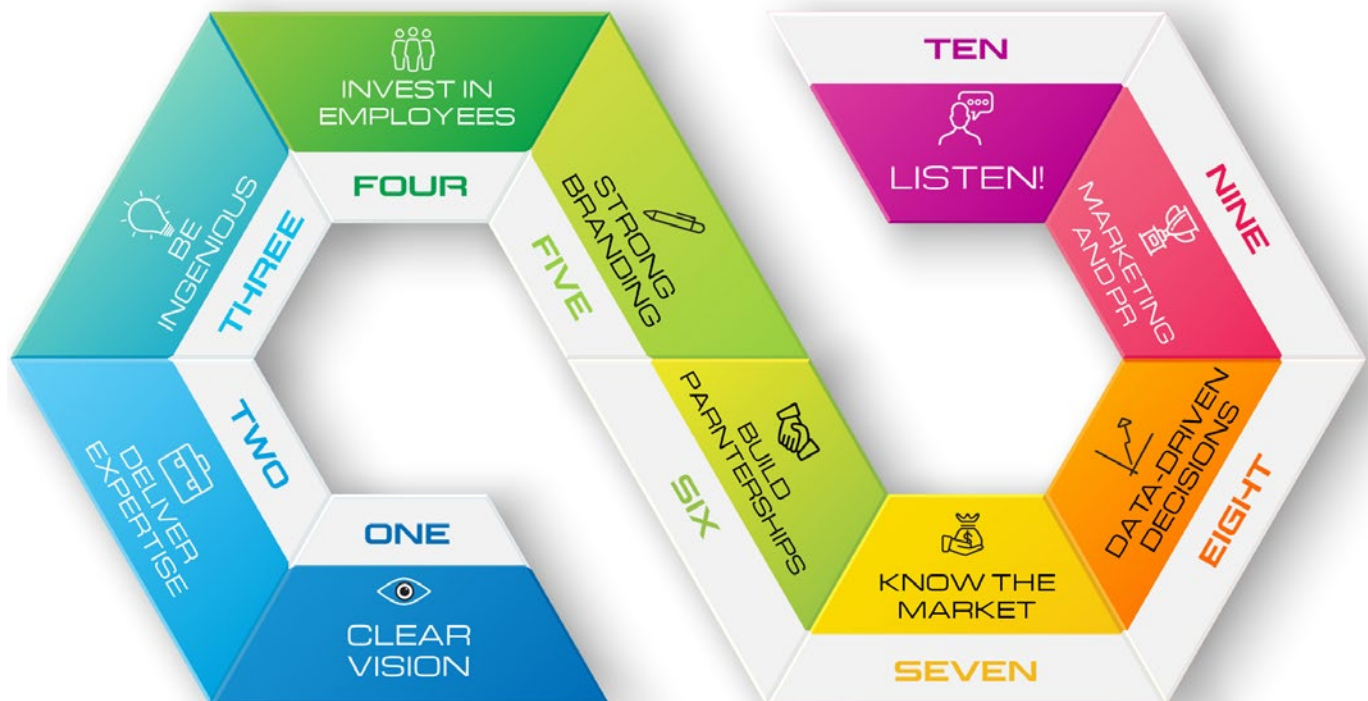 ONE
CLEAR
VISION
TWO
DELIVER
EXPERTISE
THREE
BE
INGENIOUS
FOUR
INVEST IN
EMPLOYEES
FIVE
STRONG
BRANDING
SIX
BUILD
PARNTERSHIPS
SEVEN
KNOW THE
MARKET
EIGHT
DATA-DRIVEN
DECISIONS
NINE
MARKETING
AND PR
TEN
LISTEN!